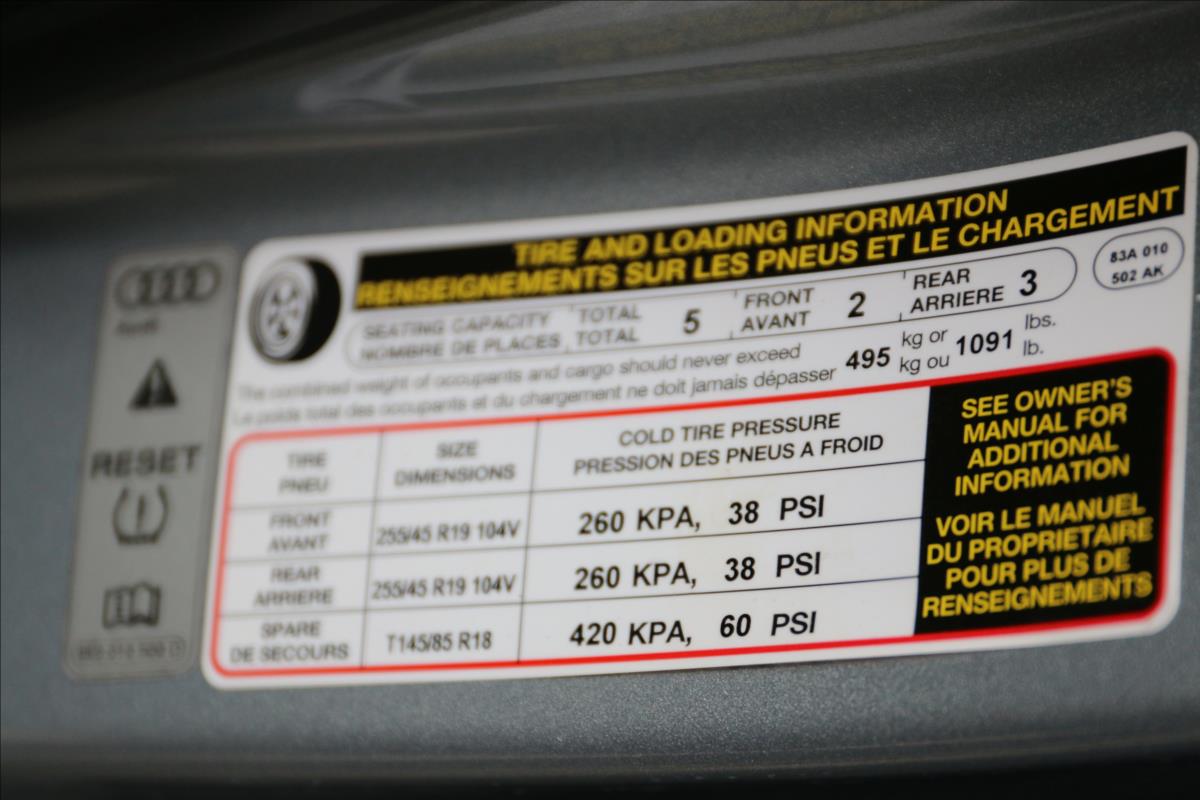 Audi
RESET
TIRE AND LOADING INFORMATION
RENSEIGNEMENTS SUR LES PNEUS ET LE CHARGEMENT
SEATING CAPACITY TOTAL 5 FRONT 2 REAR 3
NOMBRE DE PLACES TOTAL AVANT ARRIERE
83A 010
502 AK
The combined weight of occupants and cargo should never exceed 495 kg or 1091 lbs.
Le poids total des occupants et du chargement ne doit jamais dépasser kg ou lb.
TIRE SIZE COLD TIRE PRESSURE
PNEU DIMENSIONS PRESSION DES PNEUS A FROID
FRONT
AVANT 255/45 R19 104V 260 KPA, 38 PSI
REAR
ARRIERE 255/45 R19 104V 260 KPA, 38 PSI
SPARE
DE SECOURS T145/85 R18 420 KPA, 60 PSI
SEE OWNER'S
MANUAL FOR
ADDITIONAL
INFORMATION
VOIR LE MANUEL
DU PROPRIETAIRE
POUR PLUS DE
RENSEIGNEMENTS